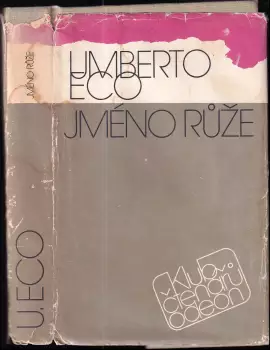 UMBERTO
ECO
JMÉNO RŮŽE
klub
čtenářů
odeon
JMÉNO RŮŽE
U. ECO